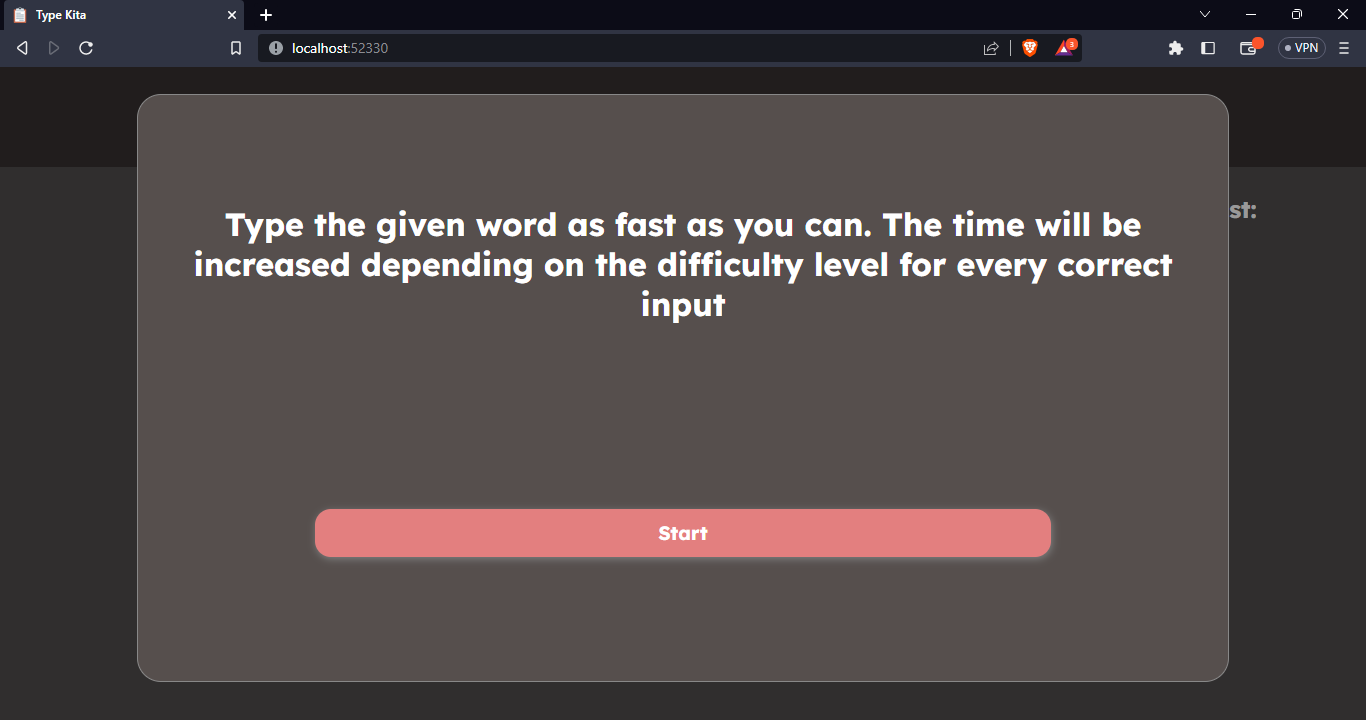 Type Kita
localhost:52330
3
VPN
st:
Type the given word as fast as you can. The time will be
increased depending on the difficulty level for every correct
input
Start